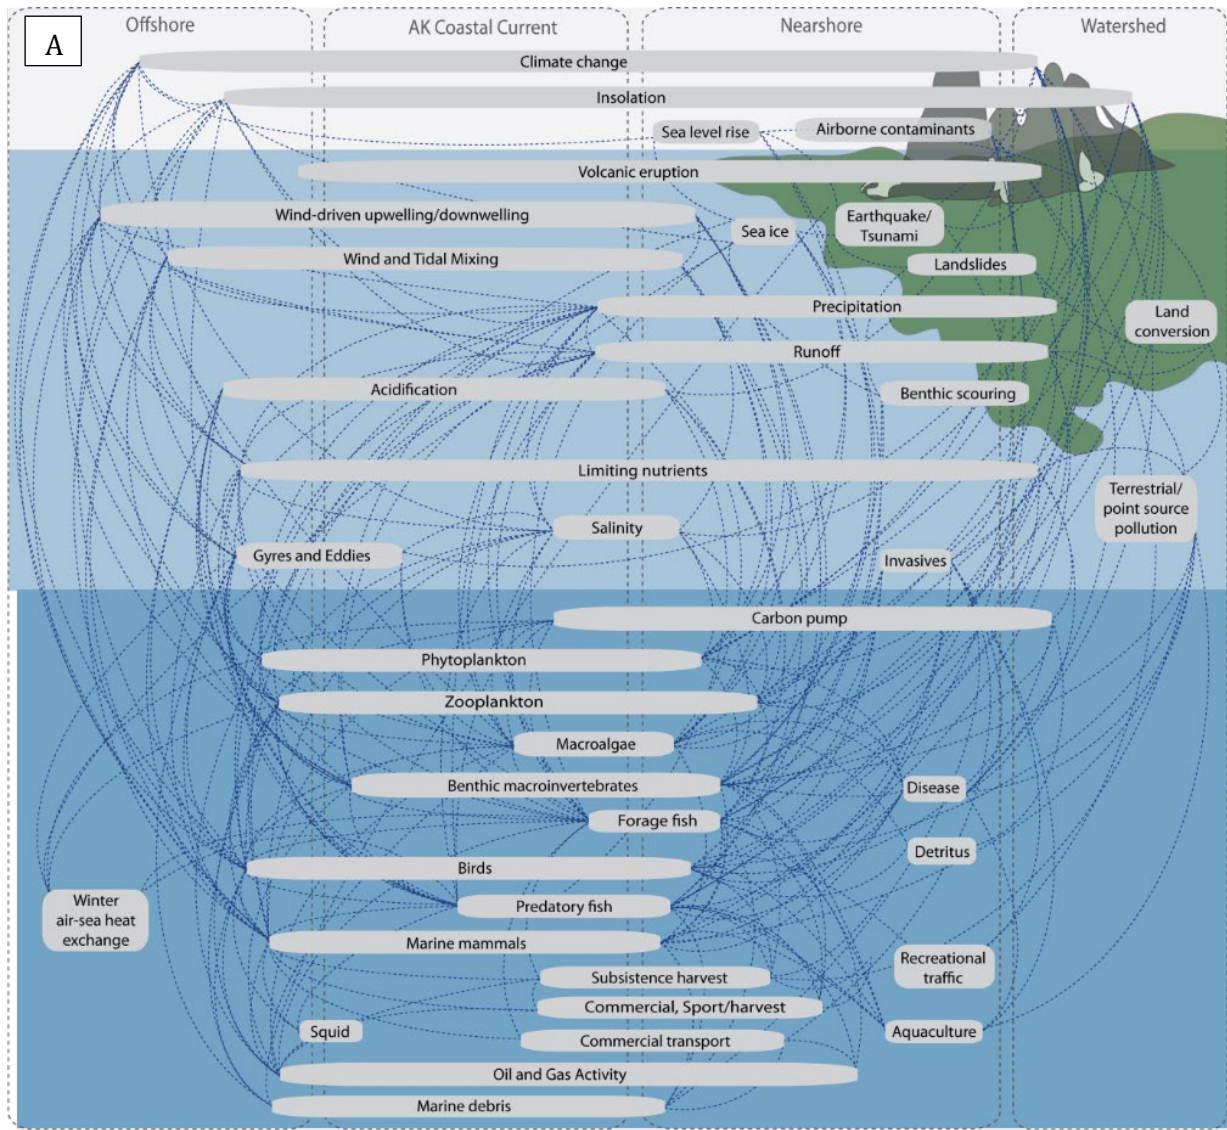 A
Offshore
AK Coastal Current
Nearshore
Watershed
Climate change
Insolation
Sea level rise
Airborne contaminants
Volcanic eruption
Wind-driven upwelling/downwelling
Sea ice
Earthquake/
Tsunami
Wind and Tidal Mixing
Landslides
Precipitation
Land
conversion
Runoff
Acidification
Benthic scouring
Limiting nutrients
Terrestrial/
point source
pollution
Salinity
Gyres and Eddies
Invasives
Carbon pump
Phytoplankton
Zooplankton
Macroalgae
Benthic macroinvertebrates
Disease
Forage fish
Detritus
Birds
Winter
air-sea heat
exchange
Predatory fish
Marine mammals
Recreational
traffic
Subsistence harvest
Commercial, Sport/harvest
Squid
Aquaculture
Commercial transport
Oil and Gas Activity
Marine debris